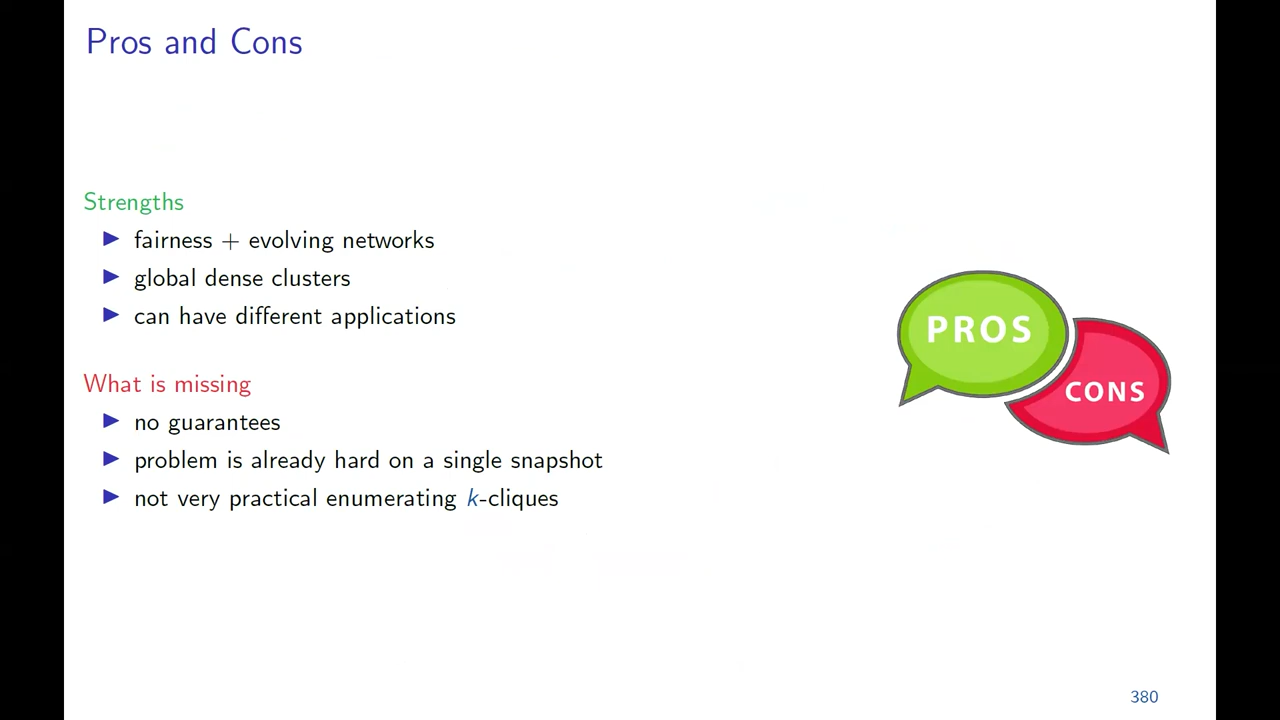 Pros and Cons
Strengths
▶ fairness + evolving networks
▶ global dense clusters
▶ can have different applications
What is missing
▶ no guarantees
▶ problem is already hard on a single snapshot
▶ not very practical enumerating k-cliques
PROS
CONS
380